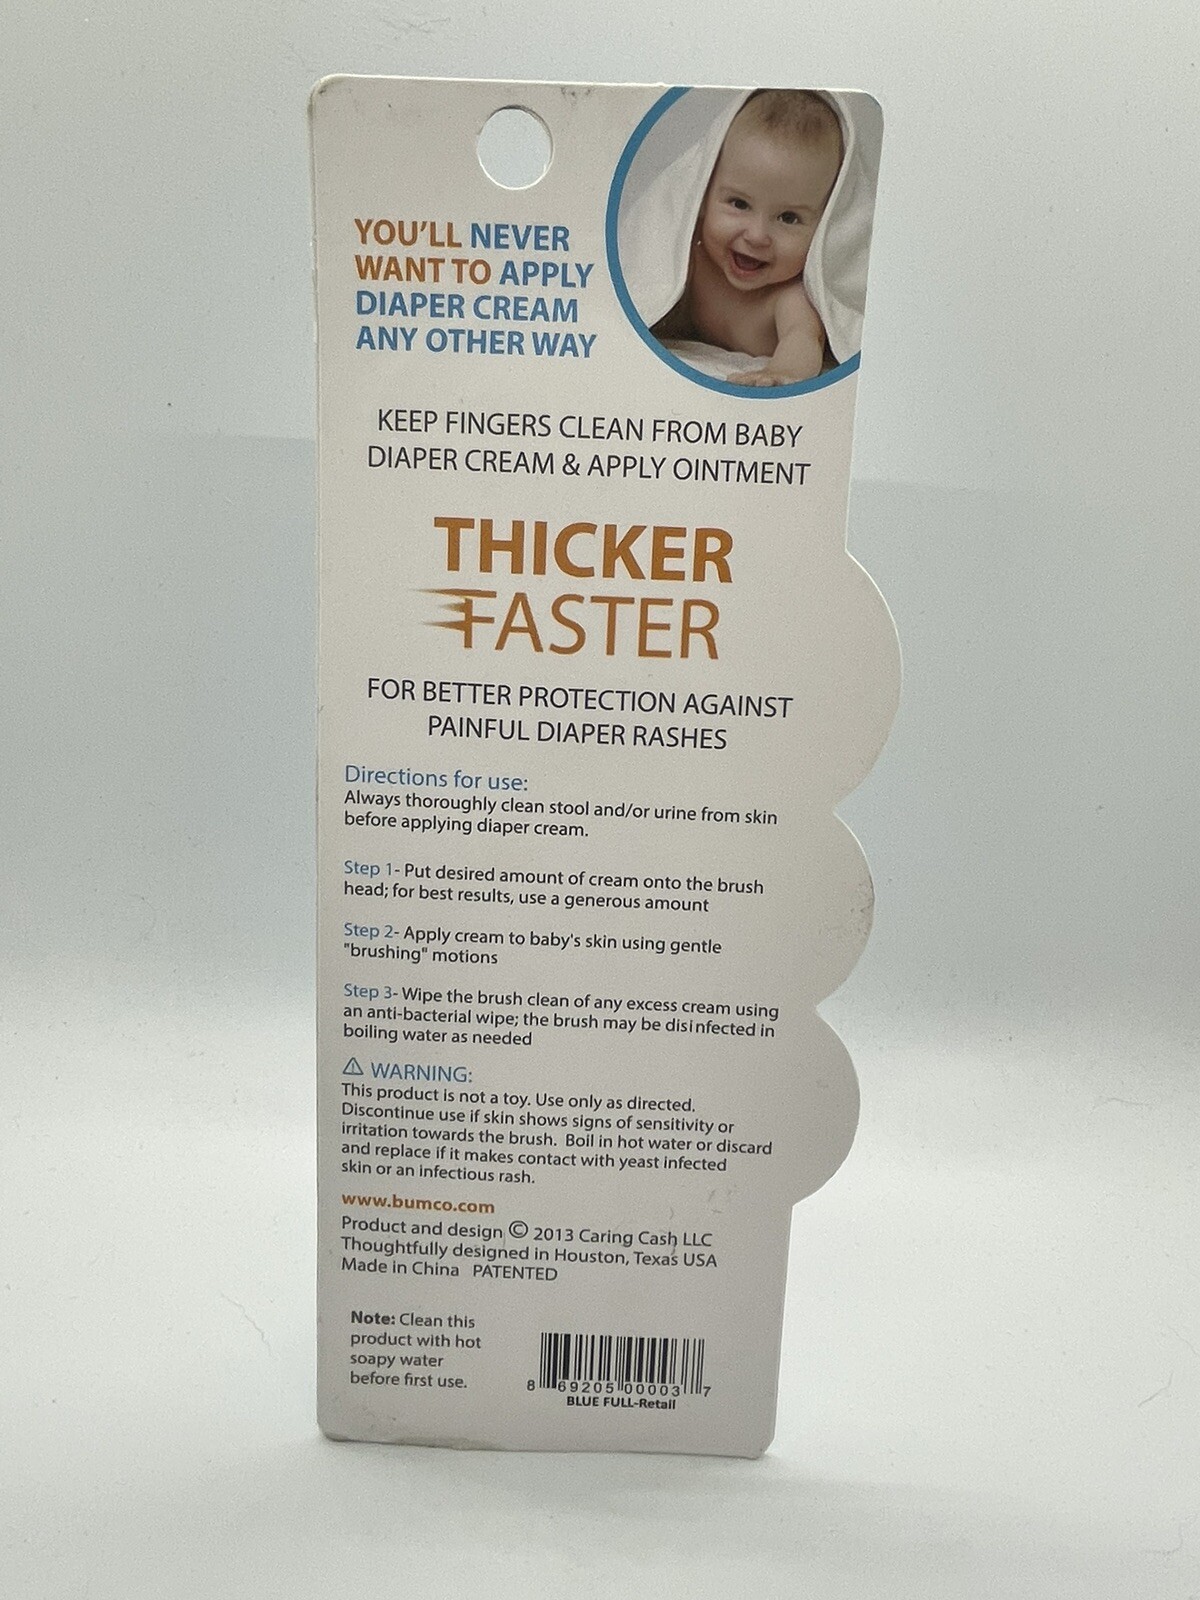 YOU'LL NEVER
WANT TO APPLY
DIAPER CREAM
ANY OTHER WAY
KEEP FINGERS CLEAN FROM BABY
DIAPER CREAM & APPLY OINTMENT
THICKER
FASTER
FOR BETTER PROTECTION AGAINST
PAINFUL DIAPER RASHES
Directions for use:
Always thoroughly clean stool and/or urine from skin
before applying diaper cream.
Step 1- Put desired amount of cream onto the brush
head; for best results, use a generous amount
Step 2- Apply cream to baby's skin using gentle
"brushing" motions
Step 3- Wipe the brush clean of any excess cream using
an anti-bacterial wipe; the brush may be disinfected in
boiling water as needed
⚠ WARNING:
This product is not a toy. Use only as directed.
Discontinue use if skin shows signs of sensitivity or
irritation towards the brush. Boil in hot water or discard
and replace if it makes contact with yeast infected
skin or an infectious rash.
www.bumco.com
Product and design © 2013 Caring Cash LLC
Thoughtfully designed in Houston, Texas USA
Made in China PATENTED
Note: Clean this
product with hot
soapy water
before first use.
8 69205 00003 7
BLUE FULL-Retail